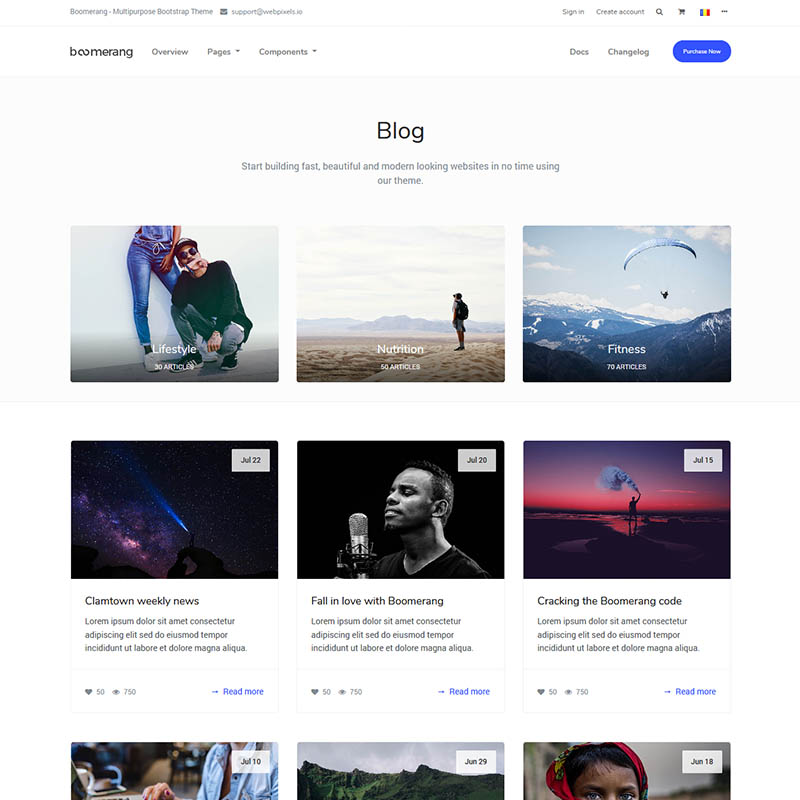 Boomerang - Multipurpose Bootstrap Theme support@webpixels.io Sign in Create account
boomerang Overview Pages Components Docs Changelog Purchase Now
Blog
Start building fast, beautiful and modern looking websites in no time using
our theme.
Lifestyle Nutrition Fitness
30 ARTICLES 50 ARTICLES 70 ARTICLES
Jul 22 Jul 20 Jul 15
Clamtown weekly news
Lorem ipsum dolor sit amet consectetur
adipiscing elit sed do eiusmod tempor
incididunt ut labore et dolore magna aliqua.
50 750 → Read more
Fall in love with Boomerang
Lorem ipsum dolor sit amet consectetur
adipiscing elit sed do eiusmod tempor
incididunt ut labore et dolore magna aliqua.
50 750 → Read more
Cracking the Boomerang code
Lorem ipsum dolor sit amet consectetur
adipiscing elit sed do eiusmod tempor
incididunt ut labore et dolore magna aliqua.
50 750 → Read more
Jul 10 Jun 29 Jun 18